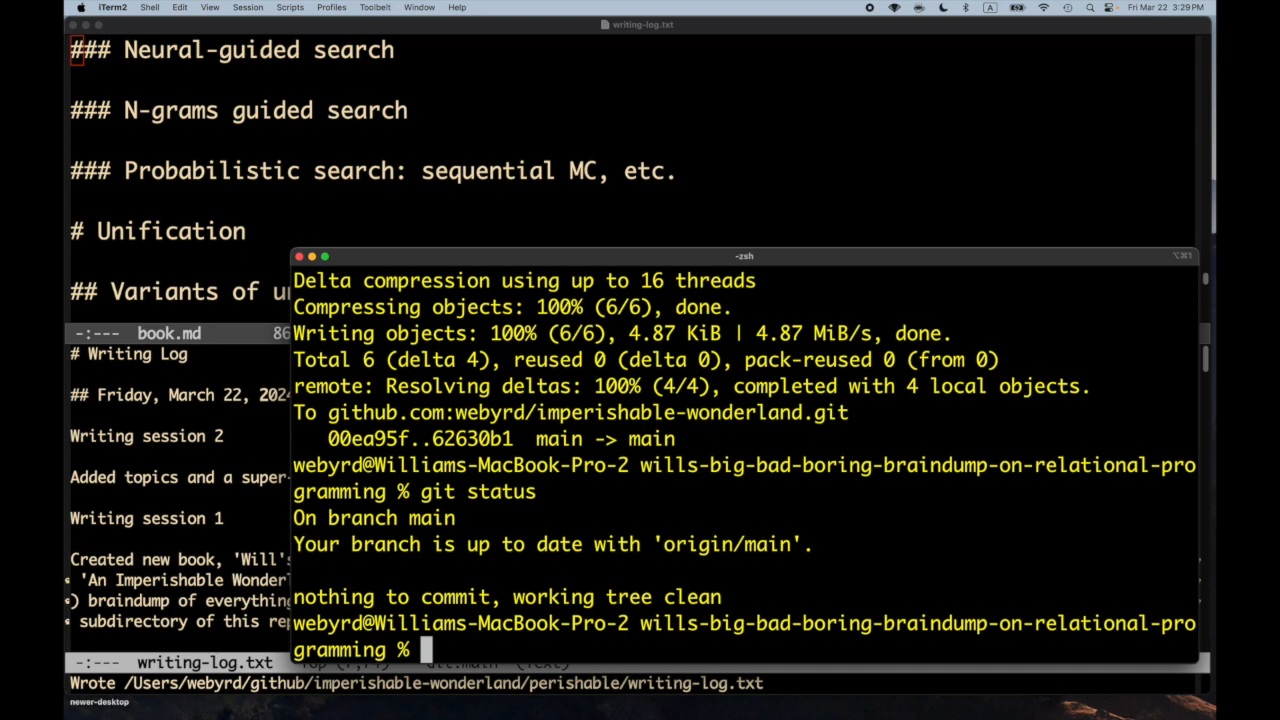 iTerm2 Shell Edit View Session Scripts Profiles Toolbelt Window Help A Fri Mar 22 3:29 PM
writing-log.txt
### Neural-guided search
### N-grams guided search
### Probabilistic search: sequential MC, etc.
# Unification
## Variants of un
-:--- book.md 86
# Writing Log
## Friday, March 22, 2024
Writing session 2
Added topics and a super-
Writing session 1
Created new book, 'Will's
'An Imperishable Wonder
) braindump of everything
subdirectory of this rep
-:--- writing-log.txt
Wrote /Users/webyrd/github/imperishable-wonderland/perishable/writing-log.txt
newer-desktop
-zsh
⌥⌘1
Delta compression using up to 16 threads
Compressing objects: 100% (6/6), done.
Writing objects: 100% (6/6), 4.87 KiB | 4.87 MiB/s, done.
Total 6 (delta 4), reused 0 (delta 0), pack-reused 0 (from 0)
remote: Resolving deltas: 100% (4/4), completed with 4 local objects.
To github.com:webyrd/imperishable-wonderland.git
00ea95f..62630b1 main -> main
webyrd@Williams-MacBook-Pro-2 wills-big-bad-boring-braindump-on-relational-pro
gramming % git status
On branch main
Your branch is up to date with 'origin/main'.
nothing to commit, working tree clean
webyrd@Williams-MacBook-Pro-2 wills-big-bad-boring-braindump-on-relational-pro
gramming %